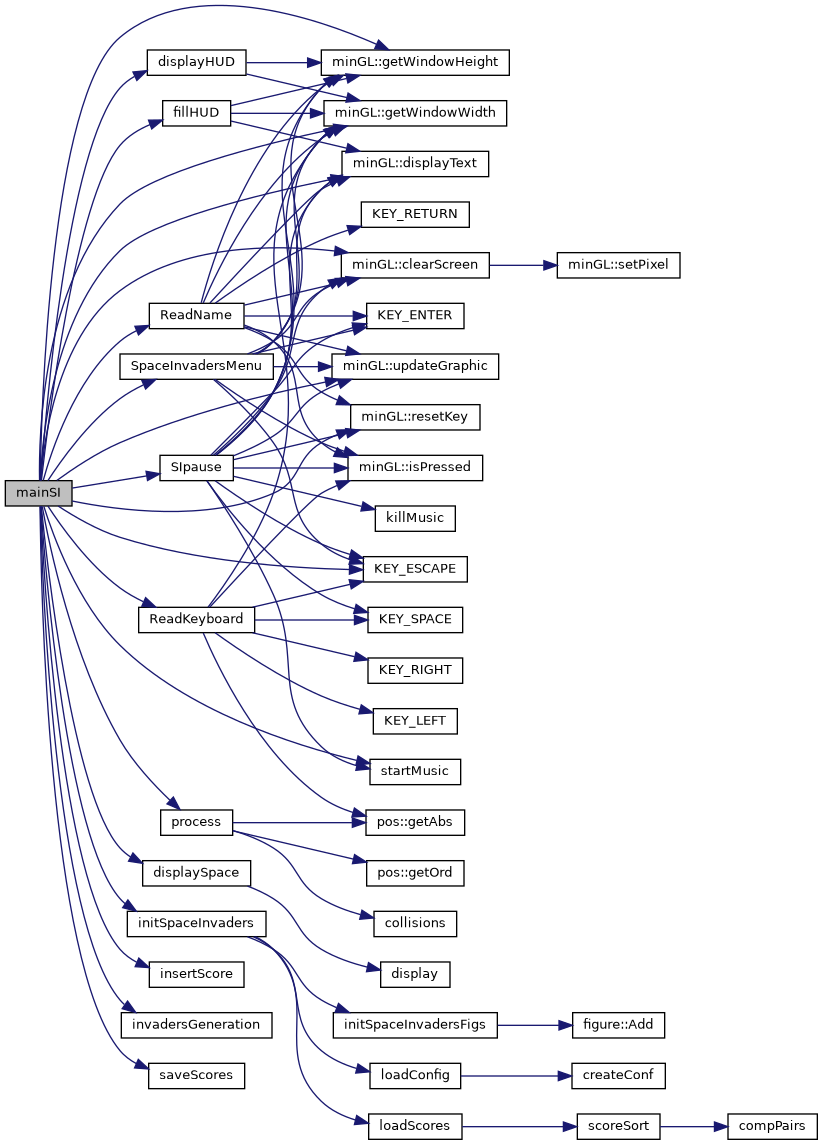 displayHUD
minGL::getWindowHeight
fillHUD
minGL::getWindowWidth
minGL::displayText
KEY_RETURN
minGL::clearScreen
minGL::setPixel
ReadName
KEY_ENTER
SpaceInvadersMenu
minGL::updateGraphic
minGL::resetKey
SIpause
minGL::isPressed
mainSI
killMusic
KEY_ESCAPE
ReadKeyboard
KEY_SPACE
KEY_RIGHT
KEY_LEFT
startMusic
process
pos::getAbs
displaySpace
pos::getOrd
initSpaceInvaders
collisions
insertScore
display
invadersGeneration
initSpaceInvadersFigs
figure::Add
saveScores
loadConfig
createConf
loadScores
scoreSort
compPairs